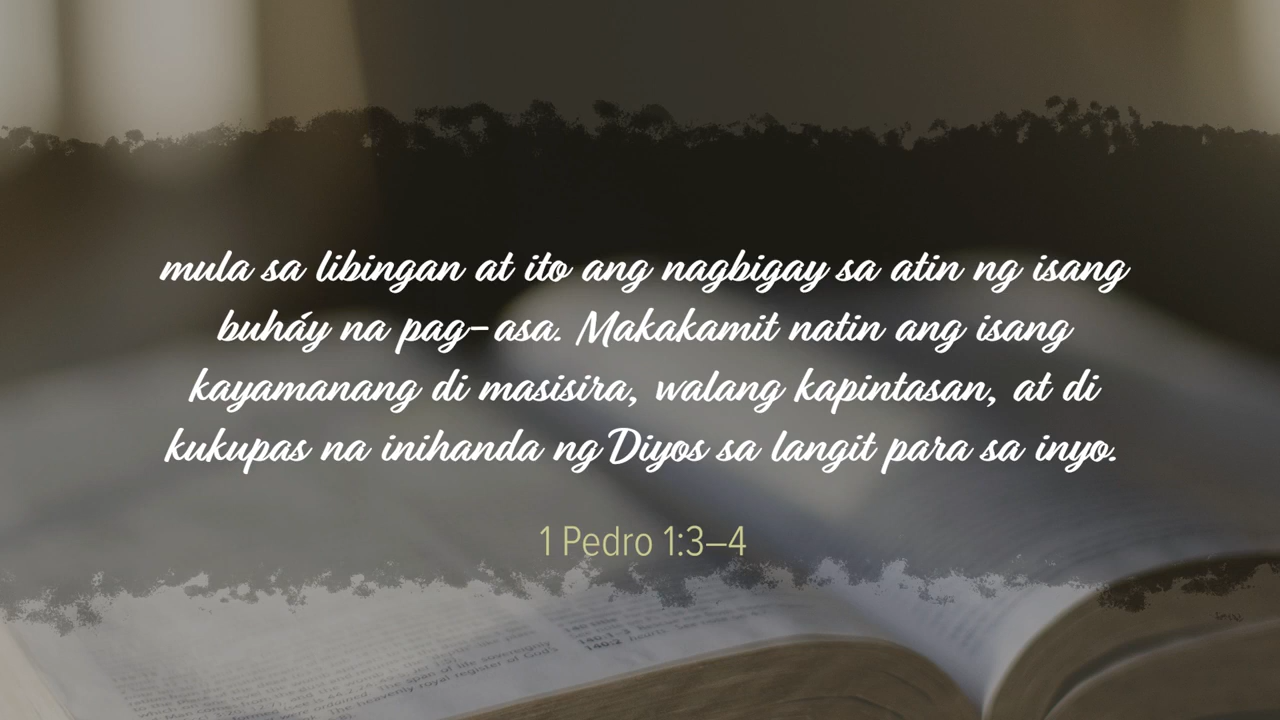 mula sa libingan at ito ang nagbigay sa atin ng isang
buháy na pag-asa. Makakamit natin ang isang
kayamanang di masisira, walang kapintasan, at di
kukupas na inihanda ng Diyos sa langit para sa inyo.
1 Pedro 1:3–4